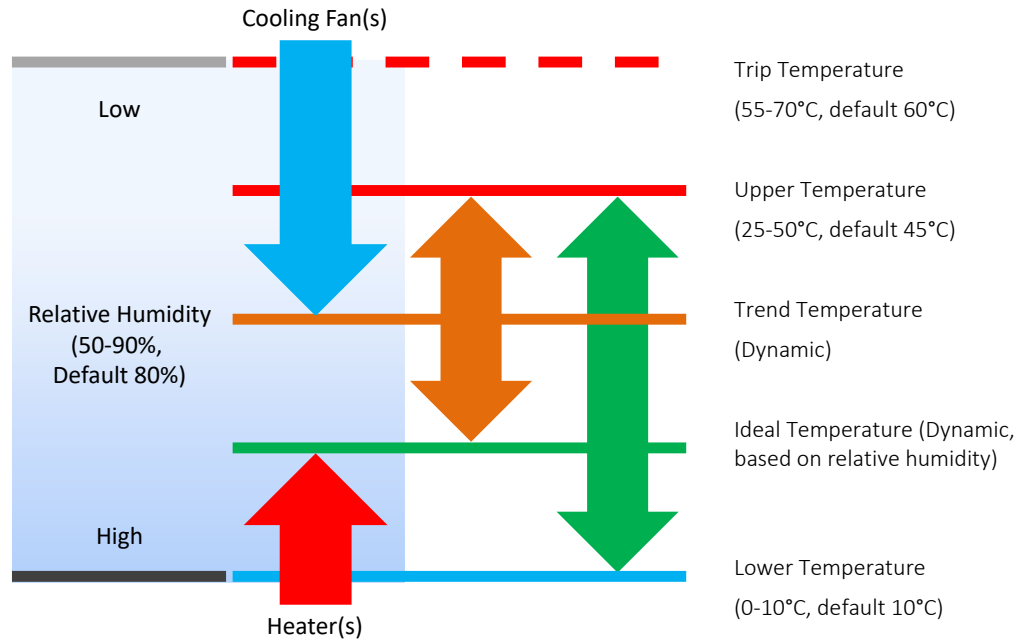 Cooling Fan(s)
Trip Temperature
(55-70°C, default 60°C)
Low
Upper Temperature
(25-50°C, default 45°C)
Relative Humidity
(50-90%,
Default 80%)
Trend Temperature
(Dynamic)
Ideal Temperature (Dynamic,
based on relative humidity)
High
Lower Temperature
(0-10°C, default 10°C)
Heater(s)